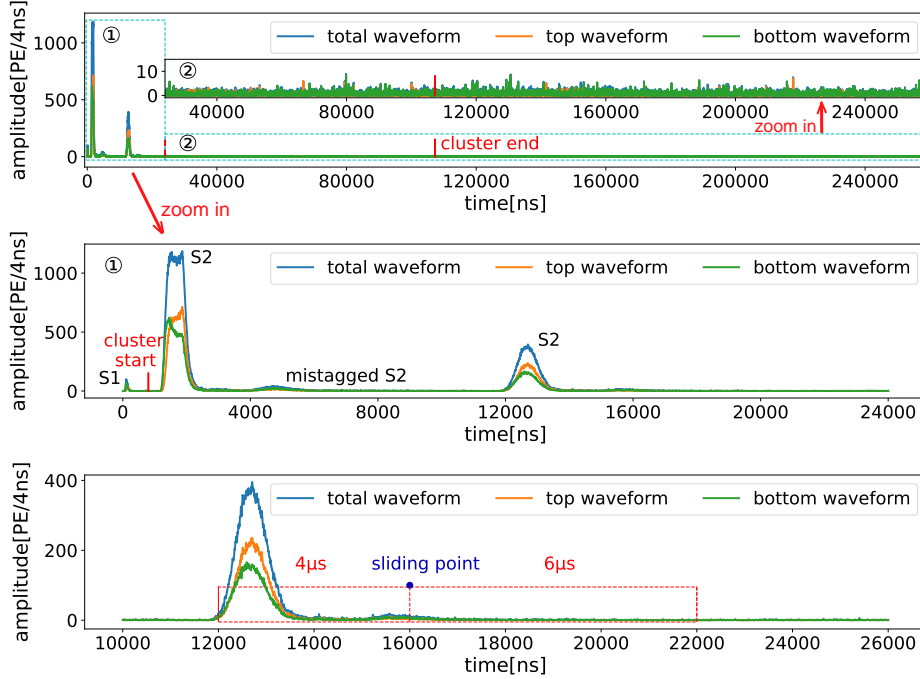 amplitude[PE/4ns]
1000
500
0
①
total waveform
top waveform
bottom waveform
②
10
0
40000
80000
120000
160000
200000
240000
zoom in
②
cluster end
0
40000
80000
120000
160000
200000
240000
time[ns]
zoom in
amplitude[PE/4ns]
1000
500
0
①
S2
total waveform
top waveform
bottom waveform
cluster
start
S1
mistagged S2
S2
0
4000
8000
12000
16000
20000
24000
time[ns]
amplitude[PE/4ns]
400
200
0
total waveform
top waveform
bottom waveform
4µs
sliding point
6µs
10000
12000
14000
16000
18000
20000
22000
24000
26000
time[ns]